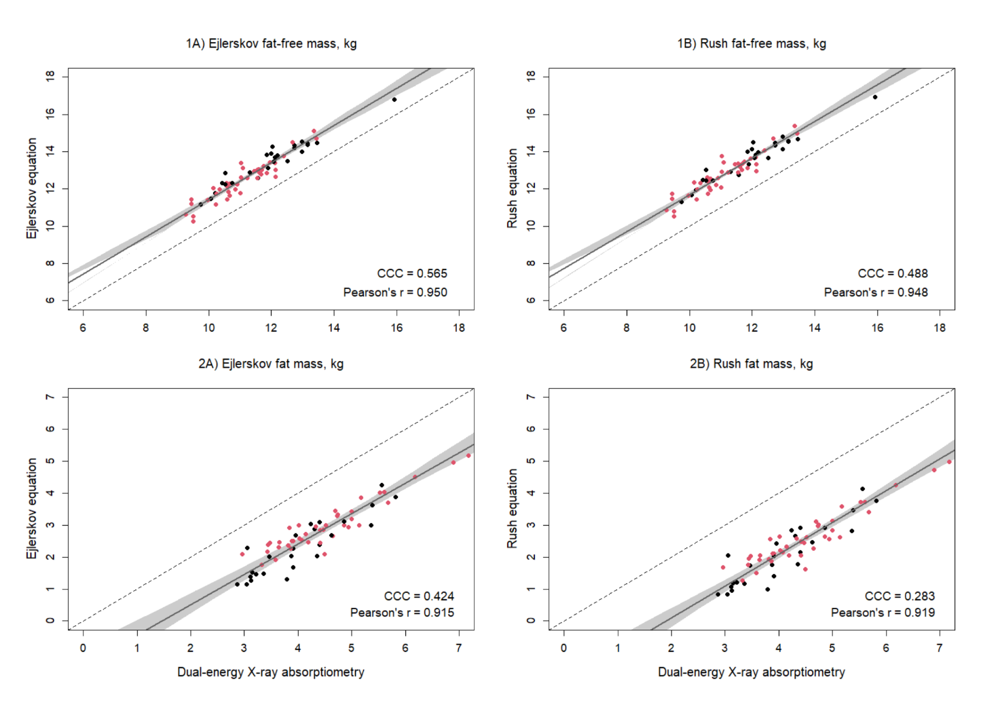 1A) Ejlerskov fat-free mass, kg
Ejlerskov equation
18
16
14
12
10
8
6
CCC = 0.565
Pearson's r = 0.950
6 8 10 12 14 16 18
1B) Rush fat-free mass, kg
Rush equation
18
16
14
12
10
8
6
CCC = 0.488
Pearson's r = 0.948
6 8 10 12 14 16 18
2A) Ejlerskov fat mass, kg
Ejlerskov equation
7
6
5
4
3
2
1
0
CCC = 0.424
Pearson's r = 0.915
0 1 2 3 4 5 6 7
Dual-energy X-ray absorptiometry
2B) Rush fat mass, kg
Rush equation
7
6
5
4
3
2
1
0
CCC = 0.283
Pearson's r = 0.919
0 1 2 3 4 5 6 7
Dual-energy X-ray absorptiometry